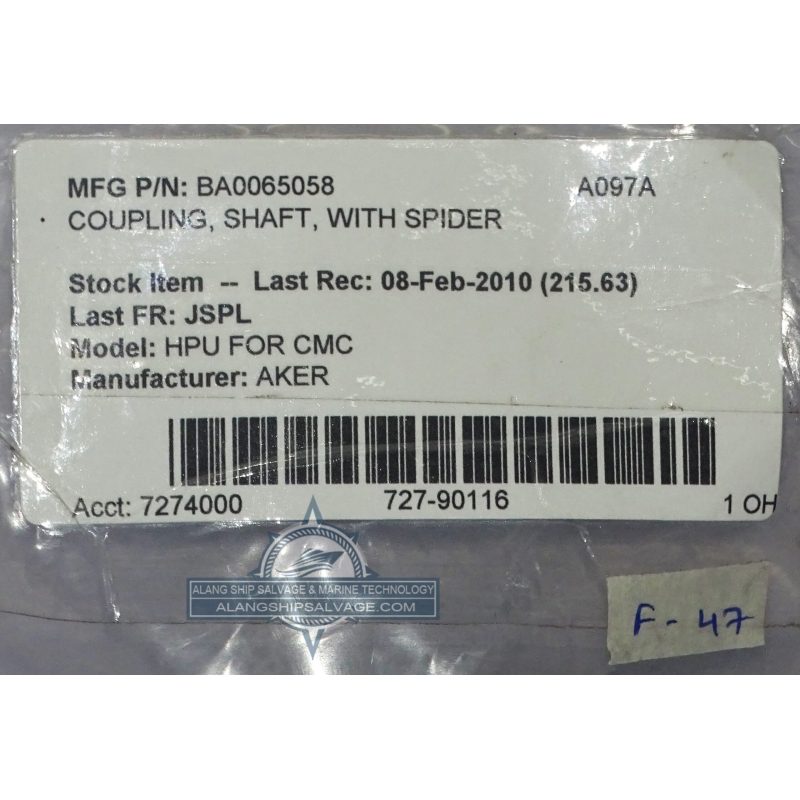 MFG P/N: BA0065058 A097A
COUPLING, SHAFT, WITH SPIDER
Stock Item -- Last Rec: 08-Feb-2010 (215.63)
Last FR: JSPL
Model: HPU FOR CMC
Manufacturer: AKER
Acct: 7274000 727-90116 1 OH
ALANG SHIP SALVAGE & MARINE TECHNOLOGY
ALANGSHIPSALVAGE.COM
F - 47